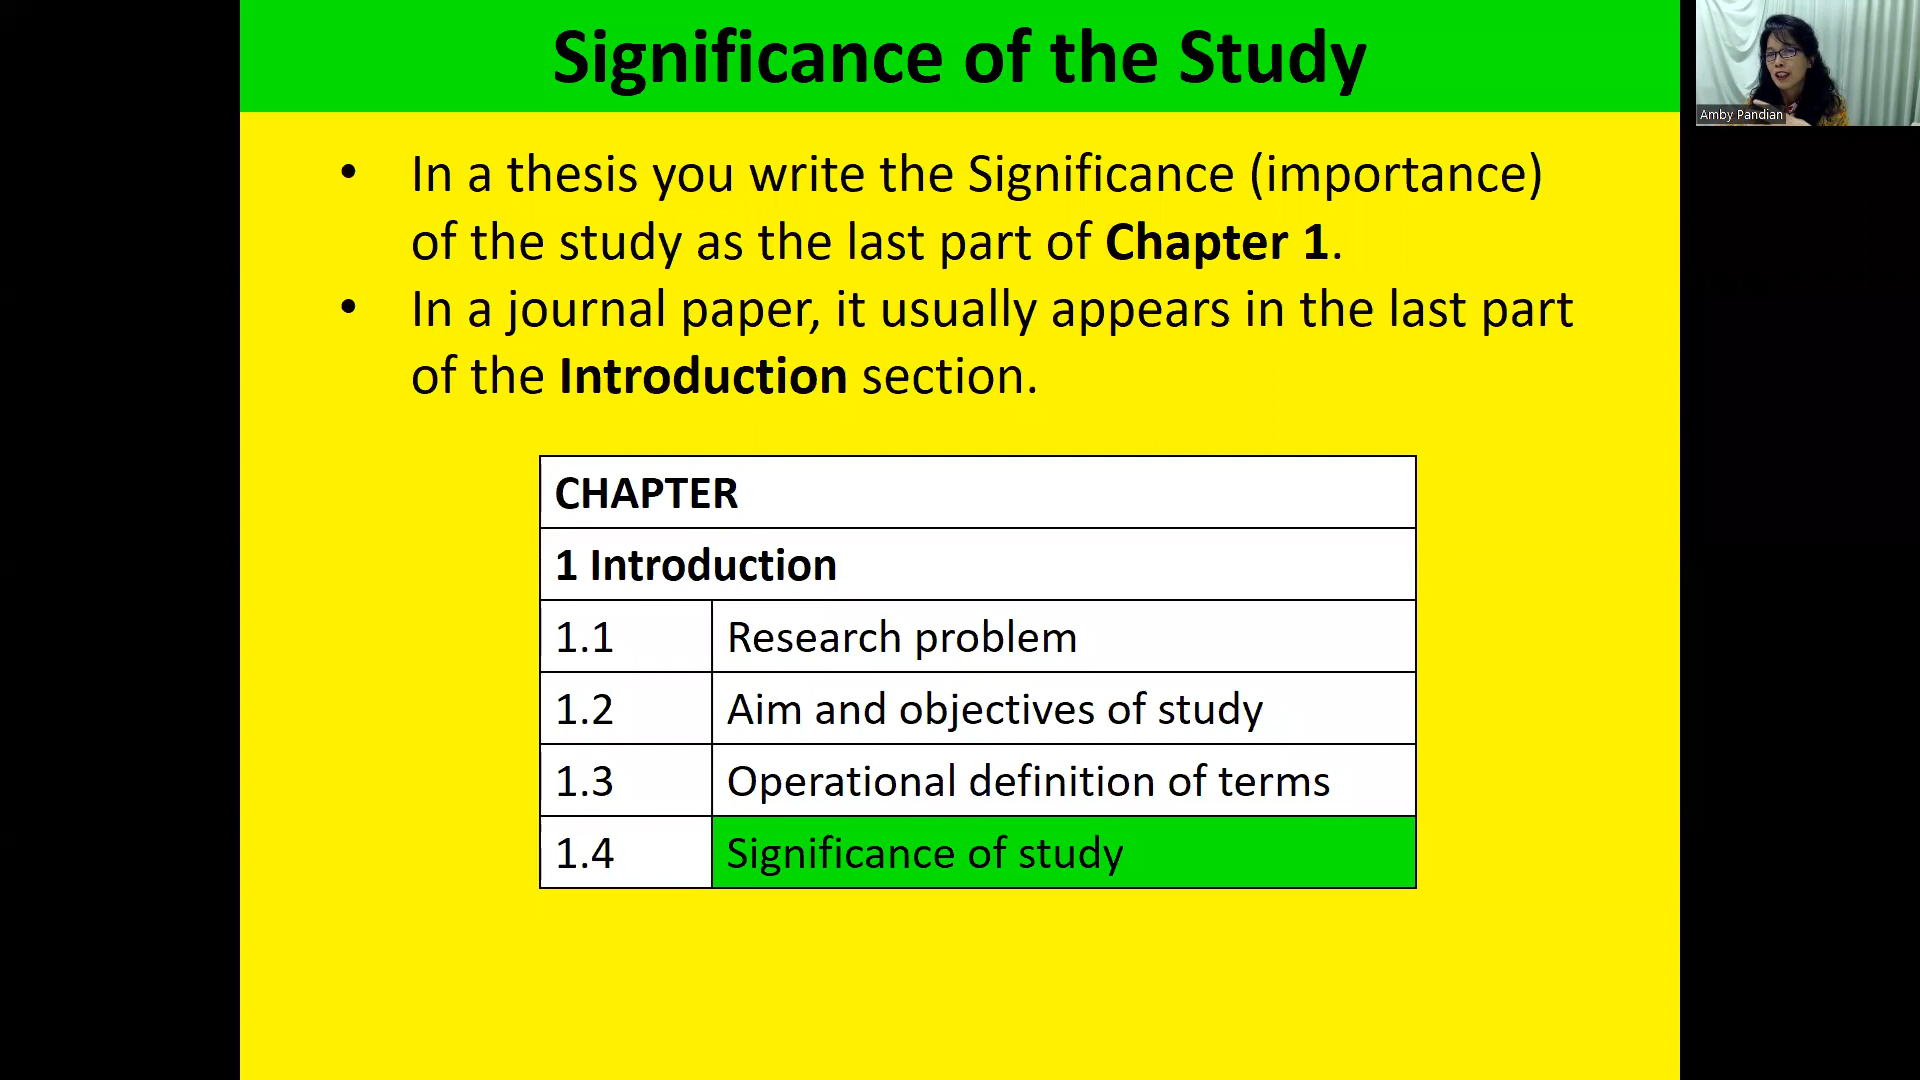 Significance of the Study
Amby Pandian
• In a thesis you write the Significance (importance)
of the study as the last part of Chapter 1.
• In a journal paper, it usually appears in the last part
of the Introduction section.
CHAPTER
1 Introduction
1.1 Research problem
1.2 Aim and objectives of study
1.3 Operational definition of terms
1.4 Significance of study